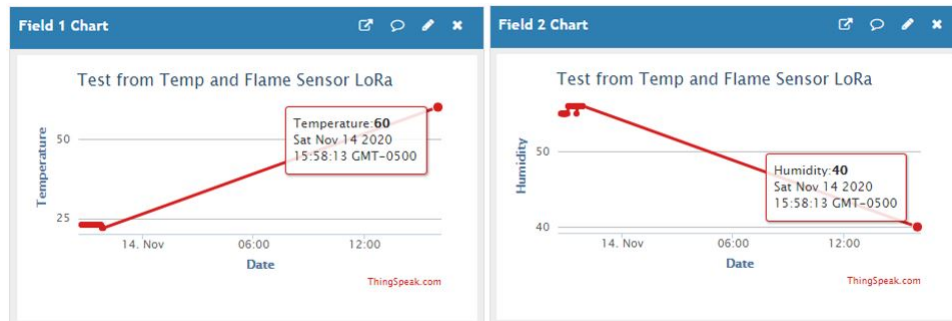 Field 1 Chart
Test from Temp and Flame Sensor LoRa
Temperature
50
25
Temperature:60
Sat Nov 14 2020
15:58:13 GMT-0500
14. Nov 06:00 12:00
Date
ThingSpeak.com
Field 2 Chart
Test from Temp and Flame Sensor LoRa
Humidity
50
40
Humidity:40
Sat Nov 14 2020
15:58:13 GMT-0500
14. Nov 06:00 12:00
Date
ThingSpeak.com